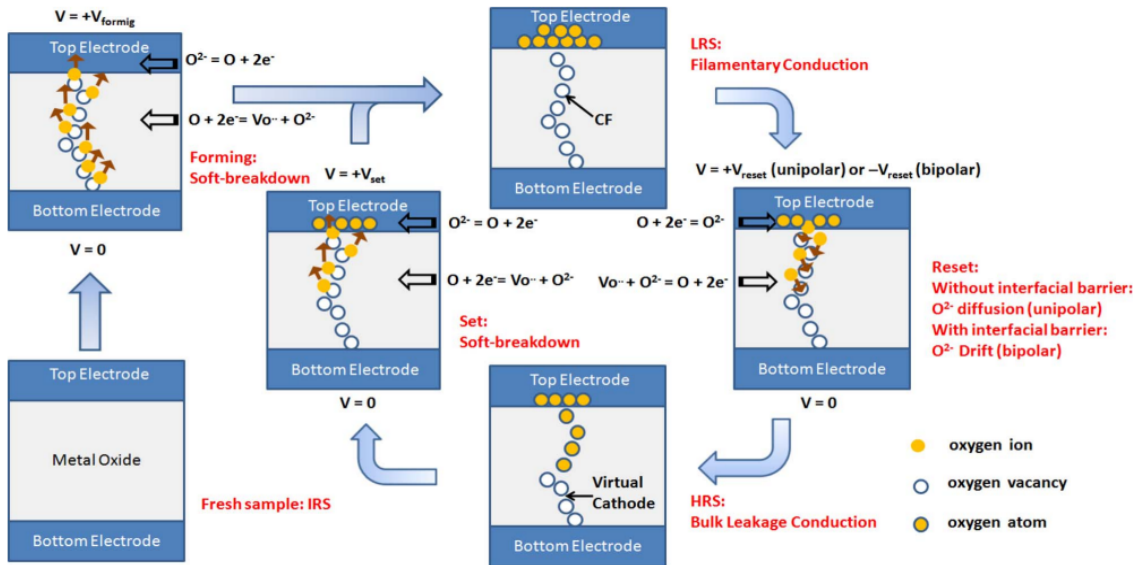 V = +Vformig
Top Electrode
O2- = O + 2e-
O + 2e-= Vo·· + O2-
Forming:
Soft-breakdown
Bottom Electrode
V = 0
Top Electrode
CF
Bottom Electrode
LRS:
Filamentary Conduction
V = +Vset
Top Electrode
O2- = O + 2e-
O + 2e-= Vo·· + O2-
Set:
Soft-breakdown
Bottom Electrode
V = 0
V = +Vreset (unipolar) or –Vreset (bipolar)
Top Electrode
O + 2e- = O2-
Vo·· + O2- = O + 2e-
Reset:
Without interfacial barrier:
O2- diffusion (unipolar)
With interfacial barrier:
O2- Drift (bipolar)
Bottom Electrode
V = 0
Top Electrode
Metal Oxide
Bottom Electrode
Fresh sample: IRS
Top Electrode
Virtual
Cathode
Bottom Electrode
HRS:
Bulk Leakage Conduction
oxygen ion
oxygen vacancy
oxygen atom